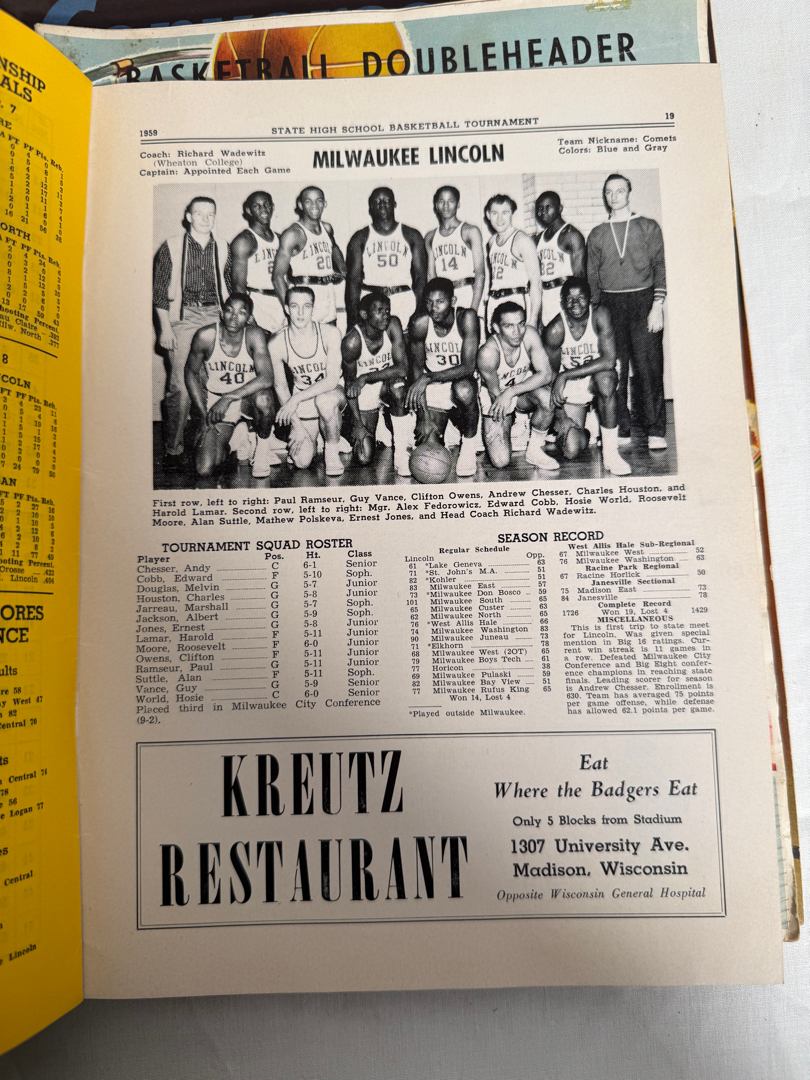 BASKETBALL DOUBLEHEADER
NSHIP
ALS
1959
STATE HIGH SCHOOL BASKETBALL TOURNAMENT
19
Coach: Richard Wadewitz
(Wheaton College)
Captain: Appointed Each Game
MILWAUKEE LINCOLN
Team Nickname: Comets
Colors: Blue and Gray
LINCOLN 20
LINCOLN 50
LINCOLN 14
LINCOLN 40
34
30
First row, left to right: Paul Ramseur, Guy Vance, Clifton Owens, Andrew Chesser, Charles Houston, and
Harold Lamar. Second row, left to right: Mgr. Alex Fedorowicz, Edward Cobb, Hosie World, Roosevelt
Moore, Alan Suttle, Mathew Polskeva, Ernest Jones, and Head Coach Richard Wadewitz.
TOURNAMENT SQUAD ROSTER
Player Pos. Ht. Class
Chesser, Andy C 6-1 Senior
Cobb, Edward F 5-10 Soph.
Douglas, Melvin G 5-7 Junior
Houston, Charles G 5-8 Junior
Jarreau, Marshall G 5-7 Soph.
Jackson, Albert G 5-9 Soph.
Jones, Ernest G 5-8 Junior
Lamar, Harold F 5-11 Junior
Moore, Roosevelt F 6-0 Junior
Owens, Clifton F 5-11 Junior
Ramseur, Paul G 5-11 Junior
Suttle, Alan F 5-11 Soph.
Vance, Guy G 5-9 Senior
World, Hosie C 6-0 Senior
Placed third in Milwaukee City Conference
(9-2).
SEASON RECORD
Regular Schedule
Lincoln Opp.
61 *Lake Geneva 63
71 *St. John's M.A. 51
82 *Kohler 51
83 Milwaukee East 57
73 *Milwaukee Don Bosco 59
101 Milwaukee South 65
65 Milwaukee Custer 63
62 Milwaukee North 65
76 *West Allis Hale 66
74 Milwaukee Washington 83
90 Milwaukee Juneau 73
71 *Elkhorn 78
68 Milwaukee West (2OT) 65
79 Milwaukee Boys Tech 61
77 Horicon 38
69 Milwaukee Pulaski 59
82 Milwaukee Bay View 51
77 Milwaukee Rufus King 65
Won 14, Lost 4
*Played outside Milwaukee.
West Allis Hale Sub-Regional
67 Milwaukee West 52
76 Milwaukee Washington 63
Racine Park Regional
67 Racine Horlick 50
Janesville Sectional
75 Madison East 73
84 Janesville 78
Complete Record
1726 Won 19, Lost 4 1429
MISCELLANEOUS
This is first trip to state meet
for Lincoln. Was given special
mention in Big 16 ratings. Cur-
rent win streak is 11 games in
a row. Defeated Milwaukee City
Conference and Big Eight confer-
ence champions in reaching state
finals. Leading scorer for season
is Andrew Chesser. Enrollment is
630. Team has averaged 75 points
per game offense, while defense
has allowed 62.1 points per game.
KREUTZ
RESTAURANT
Eat
Where the Badgers Eat
Only 5 Blocks from Stadium
1307 University Ave.
Madison, Wisconsin
Opposite Wisconsin General Hospital